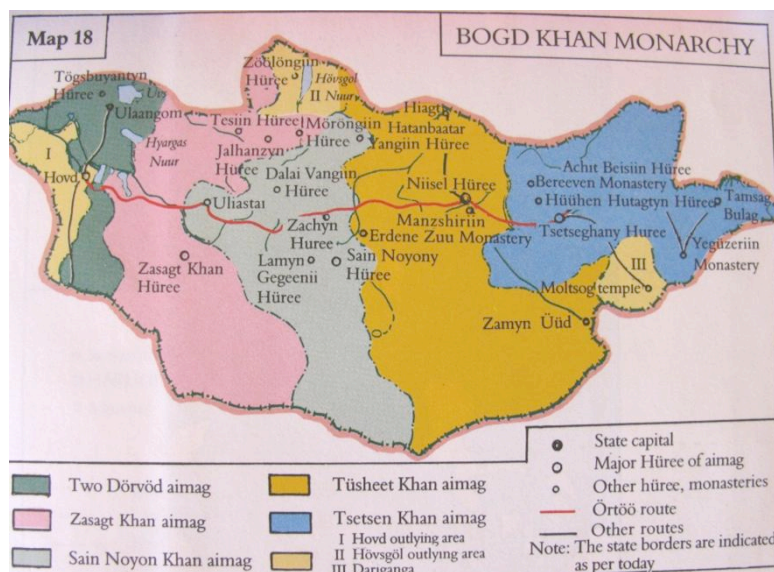 Map 18
BOGD KHAN MONARCHY
Tögsbuyantyn
Hüree
Uvs
Ulaangom
Zöölöngiin
Hüree
Hövsgöl
II Nuur
Hyargas
Nuur
I
Hovd
Tesiin Hüree
Möröngiin
Hüree
Jalhanzyn
Hüree
Hiagt
Hatanbaatar
Vangiin Hüree
Dalai Vangiin
Hüree
Uliastai
Niisel Hüree
Zachyn
Huree
Manzshiriin
Erdene Zuu Monastery
Achit Beisiin Hüree
Bereeven Monastery
Hüühen Hutagtyn Hüree
Tamsag
Bulag
Tsetseghany Huree
Yegüzeriin
Monastery
Zasagt Khan
Hüree
Lamyn
Gegeenii
Hüree
Sain Noyony
Hüree
III
Moltsog temple
Zamyn Üüd
State capital
Major Hüree of aimag
Other hüree, monasteries
Örtöö route
Other routes
Note: The state borders are indicated
as per today
Two Dörvöd aimag
Zasagt Khan aimag
Sain Noyon Khan aimag
Tüsheet Khan aimag
Tsetsen Khan aimag
I Hovd outlying area
II Hövsgöl outlying area
III Dariganga